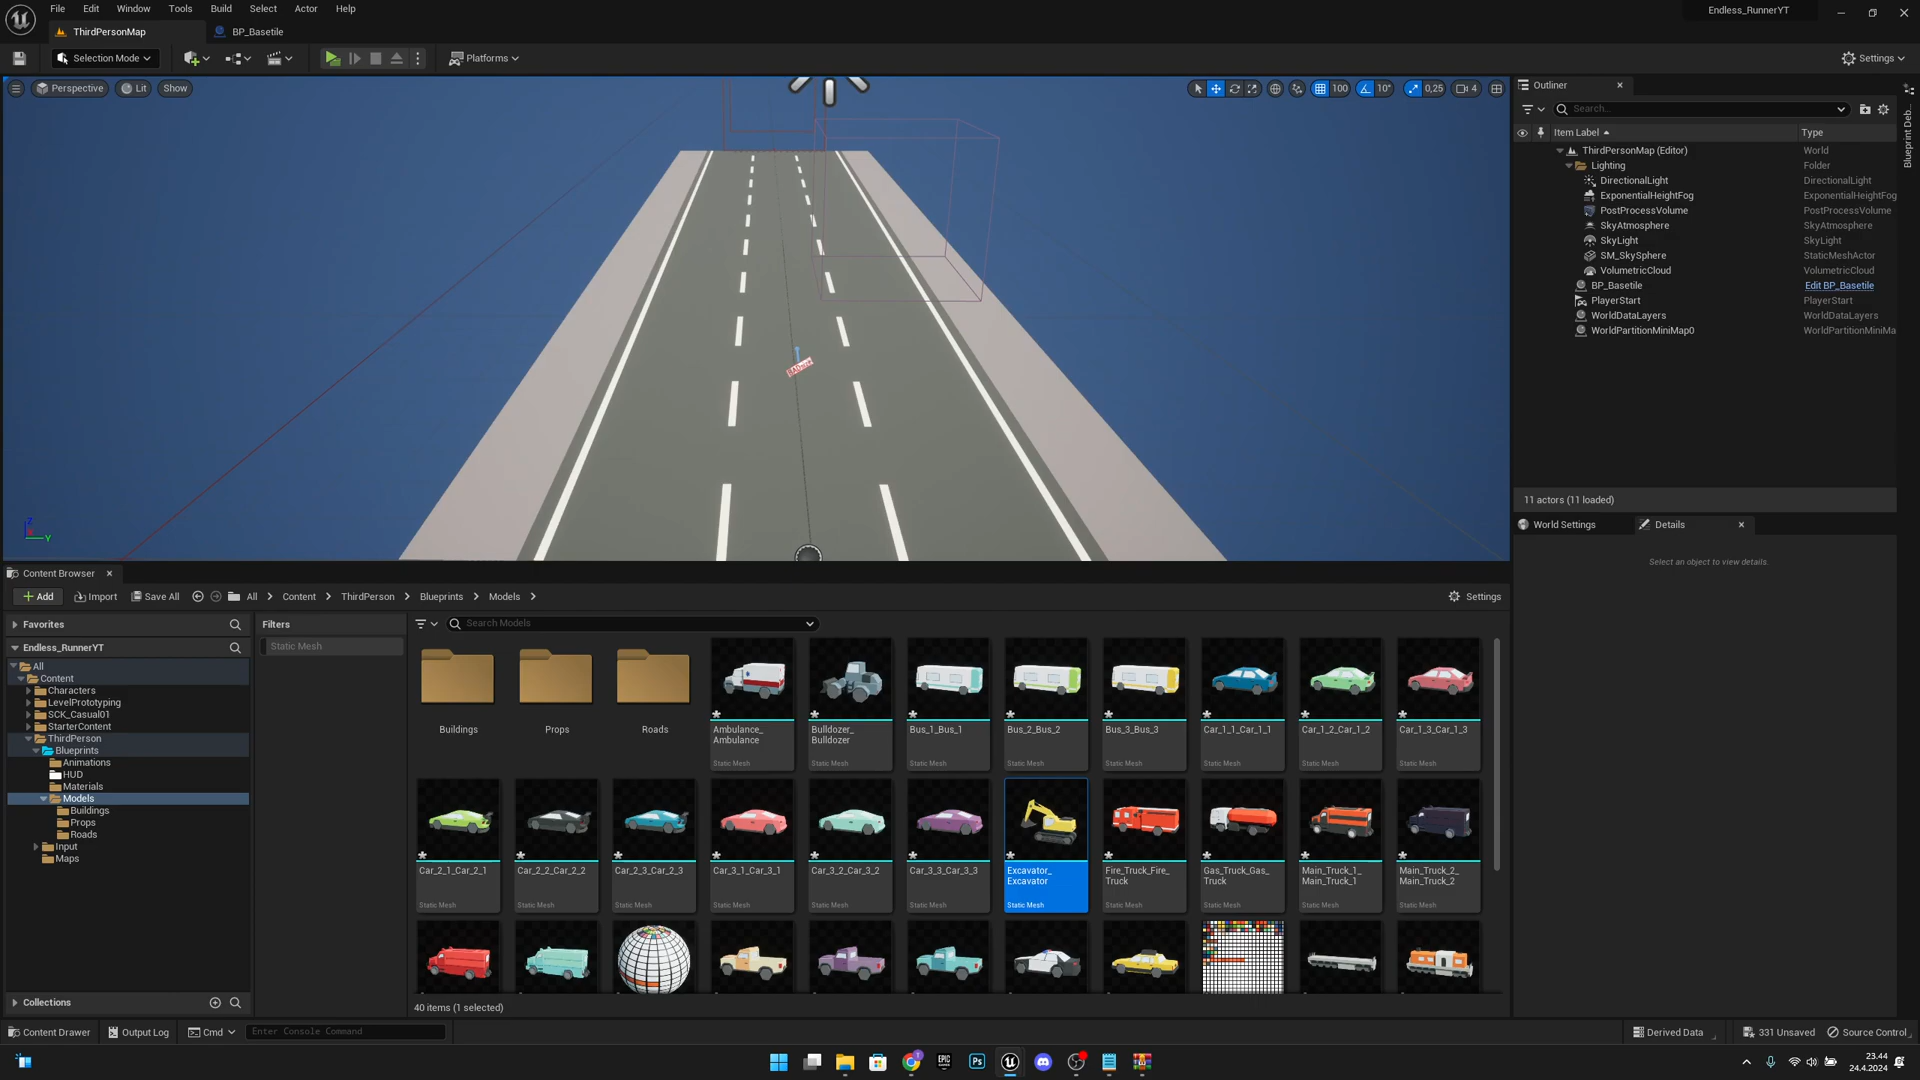 File Edit Window Tools Build Select Actor Help
Endless_RunnerYT
ThirdPersonMap
BP_Basetile
Selection Mode
Platforms
Settings
Perspective Lit Show
100 10° 0,25 4
BADsize
Outliner
Search...
Item Label Type
ThirdPersonMap (Editor) World
Lighting Folder
DirectionalLight DirectionalLight
ExponentialHeightFog ExponentialHeightFog
PostProcessVolume PostProcessVolume
SkyAtmosphere SkyAtmosphere
SkyLight SkyLight
SM_SkySphere StaticMeshActor
VolumetricCloud VolumetricCloud
BP_Basetile Edit BP_Basetile
PlayerStart PlayerStart
WorldDataLayers WorldDataLayers
WorldPartitionMiniMap0 WorldPartitionMiniMa
Blueprint Deb...
11 actors (11 loaded)
World Settings
Details
Select an object to view details.
Content Browser
Add
Import
Save All
All > Content > ThirdPerson > Blueprints > Models >
Settings
Favorites
Endless_RunnerYT
All
Content
Characters
LevelPrototyping
SCK_Casual01
StarterContent
ThirdPerson
Blueprints
Animations
HUD
Materials
Models
Buildings
Props
Roads
Input
Maps
Collections
Filters
Static Mesh
Search Models
Buildings
Props
Roads
Ambulance_
Ambulance
Static Mesh
Bulldozer_
Bulldozer
Static Mesh
Bus_1_Bus_1
Static Mesh
Bus_2_Bus_2
Static Mesh
Bus_3_Bus_3
Static Mesh
Car_1_1_Car_1_1
Static Mesh
Car_1_2_Car_1_2
Static Mesh
Car_1_3_Car_1_3
Static Mesh
Car_2_1_Car_2_1
Static Mesh
Car_2_2_Car_2_2
Static Mesh
Car_2_3_Car_2_3
Static Mesh
Car_3_1_Car_3_1
Static Mesh
Car_3_2_Car_3_2
Static Mesh
Car_3_3_Car_3_3
Static Mesh
Excavator_
Excavator
Static Mesh
Fire_Truck_Fire_
Truck
Static Mesh
Gas_Truck_Gas_
Truck
Static Mesh
Main_Truck_1_
Main_Truck_1
Static Mesh
Main_Truck_2_
Main_Truck_2
Static Mesh
40 items (1 selected)
Content Drawer
Output Log
Cmd
Enter Console Command
Derived Data
331 Unsaved
Source Control
EPIC GAMES
Ps
23.44
24.4.2024